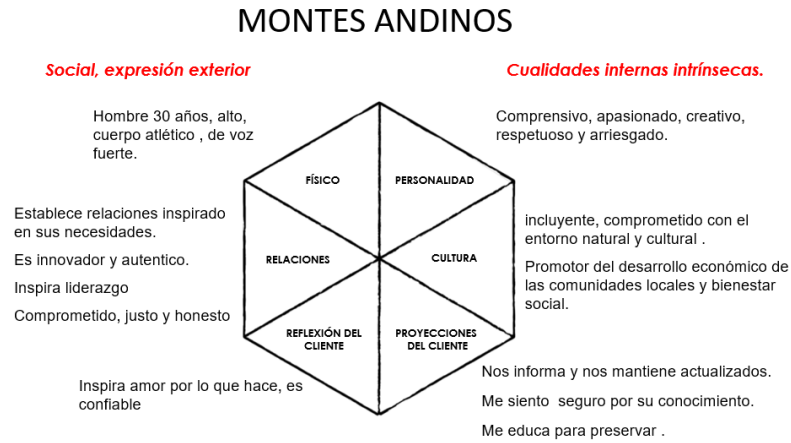 MONTES ANDINOS
Social, expresión exterior
Cualidades internas intrínsecas.
Hombre 30 años, alto,
cuerpo atlético , de voz
fuerte.
Comprensivo, apasionado, creativo,
respetuoso y arriesgado.
FÍSICO
PERSONALIDAD
Establece relaciones inspirado
en sus necesidades.
Es innovador y autentico.
Inspira liderazgo
Comprometido, justo y honesto
RELACIONES
CULTURA
incluyente, comprometido con el
entorno natural y cultural .
Promotor del desarrollo económico de
las comunidades locales y bienestar
social.
REFLEXIÓN DEL
CLIENTE
PROYECCIONES
DEL CLIENTE
Inspira amor por lo que hace, es
confiable
Nos informa y nos mantiene actualizados.
Me siento  seguro por su conocimiento.
Me educa para preservar .